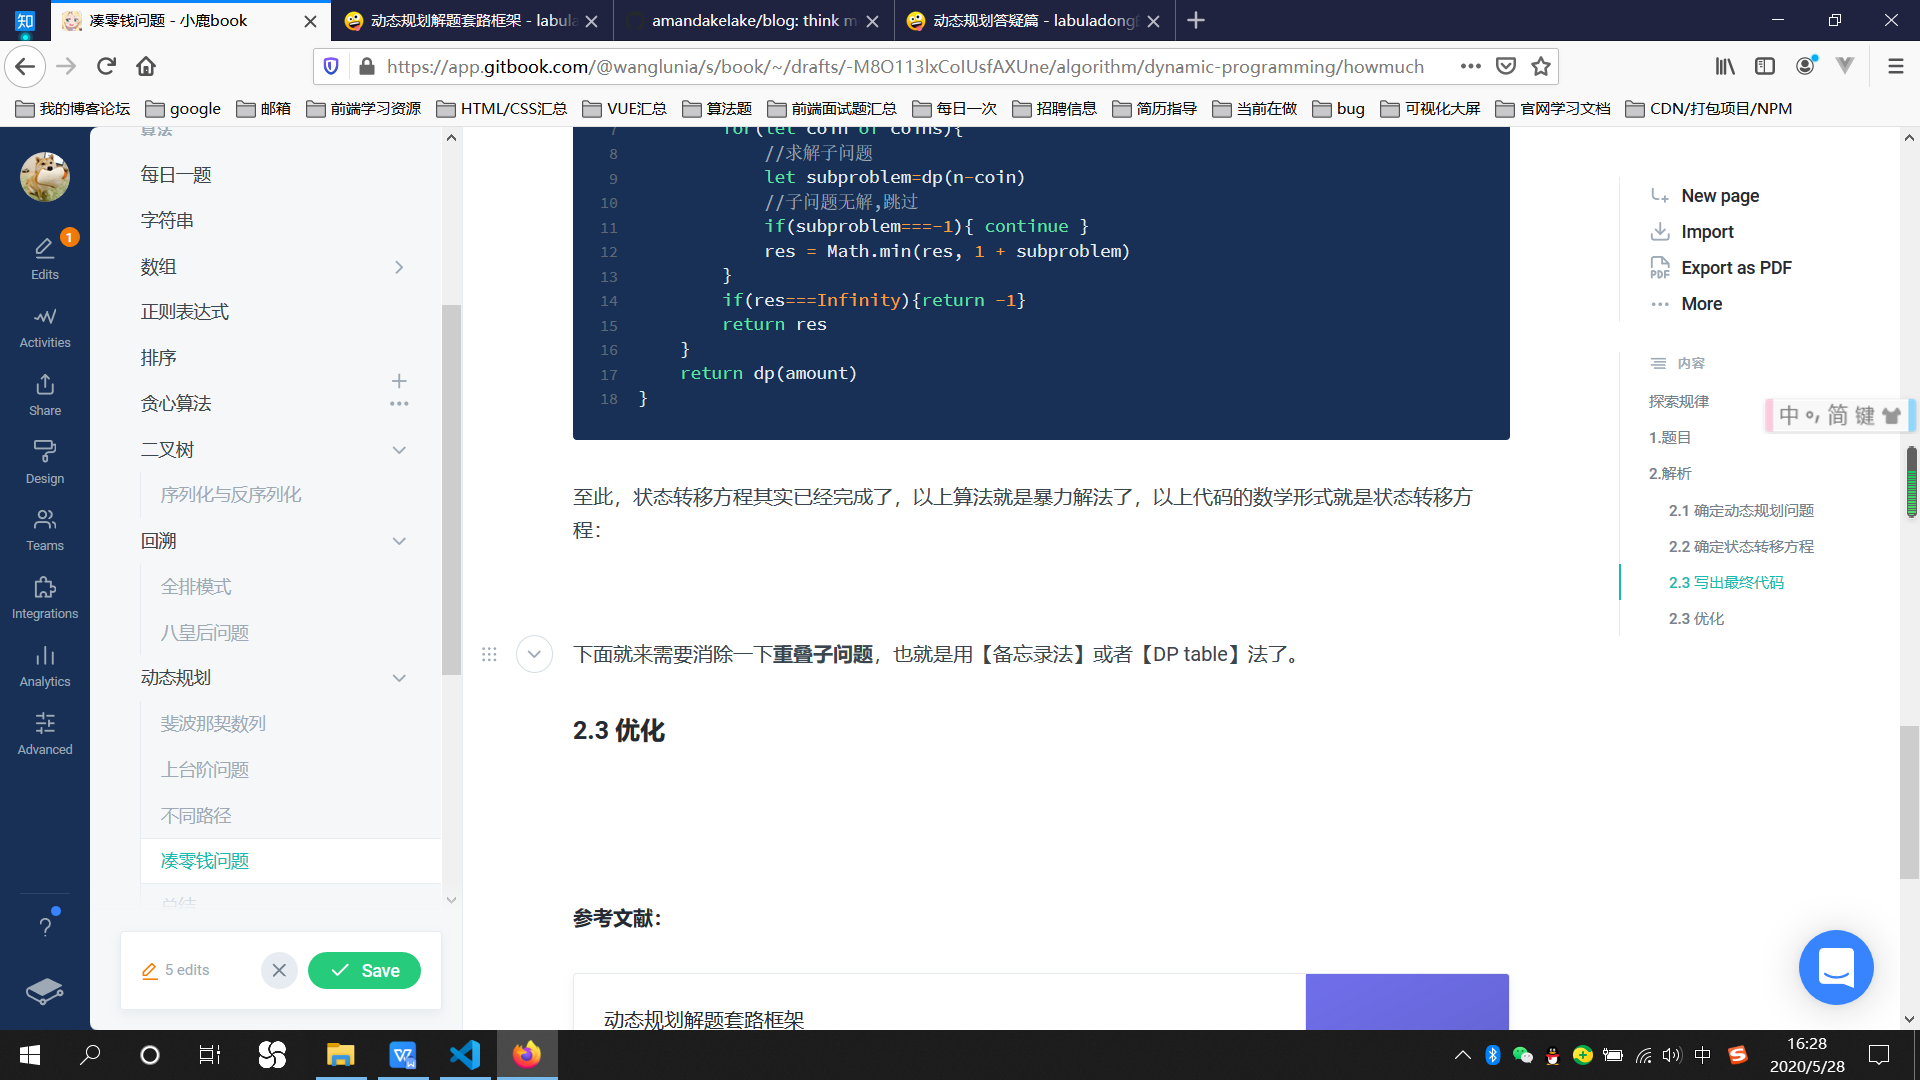 凑零钱问题 - 小鹿book
动态规划解题套路框架 - labula
amandakelake/blog: think m
动态规划答疑篇 - labuladong
https://app.gitbook.com/@wanglunia/s/book/~/drafts/-M8O113lxCoIUsfAXUne/algorithm/dynamic-programming/howmuch
我的博客论坛
google
邮箱
前端学习资源
HTML/CSS汇总
VUE汇总
算法题
前端面试题汇总
每日一次
招聘信息
简历指导
当前在做
bug
可视化大屏
官网学习文档
CDN/打包项目/NPM
1
Edits
Activities
Share
Design
Teams
Integrations
Analytics
Advanced
算法
每日一题
字符串
数组
正则表达式
排序
贪心算法
二叉树
序列化与反序列化
回溯
全排模式
八皇后问题
动态规划
斐波那契数列
上台阶问题
不同路径
凑零钱问题
总结
5 edits
Save
7 for(let coin of coins){
8 //求解子问题
9 let subproblem=dp(n-coin)
10 //子问题无解,跳过
11 if(subproblem===-1){ continue }
12 res = Math.min(res, 1 + subproblem)
13 }
14 if(res===Infinity){return -1}
15 return res
16 }
17 return dp(amount)
18 }
至此，状态转移方程其实已经完成了，以上算法就是暴力解法了，以上代码的数学形式就是状态转移方
程：
下面就来需要消除一下重叠子问题，也就是用【备忘录法】或者【DP table】法了。
2.3 优化
参考文献：
动态规划解题套路框架
New page
Import
PDF Export as PDF
More
内容
探索规律
1.题目
2.解析
2.1 确定动态规划问题
2.2 确定状态转移方程
2.3 写出最终代码
2.3 优化
中 简 键
中
16:28
2020/5/28